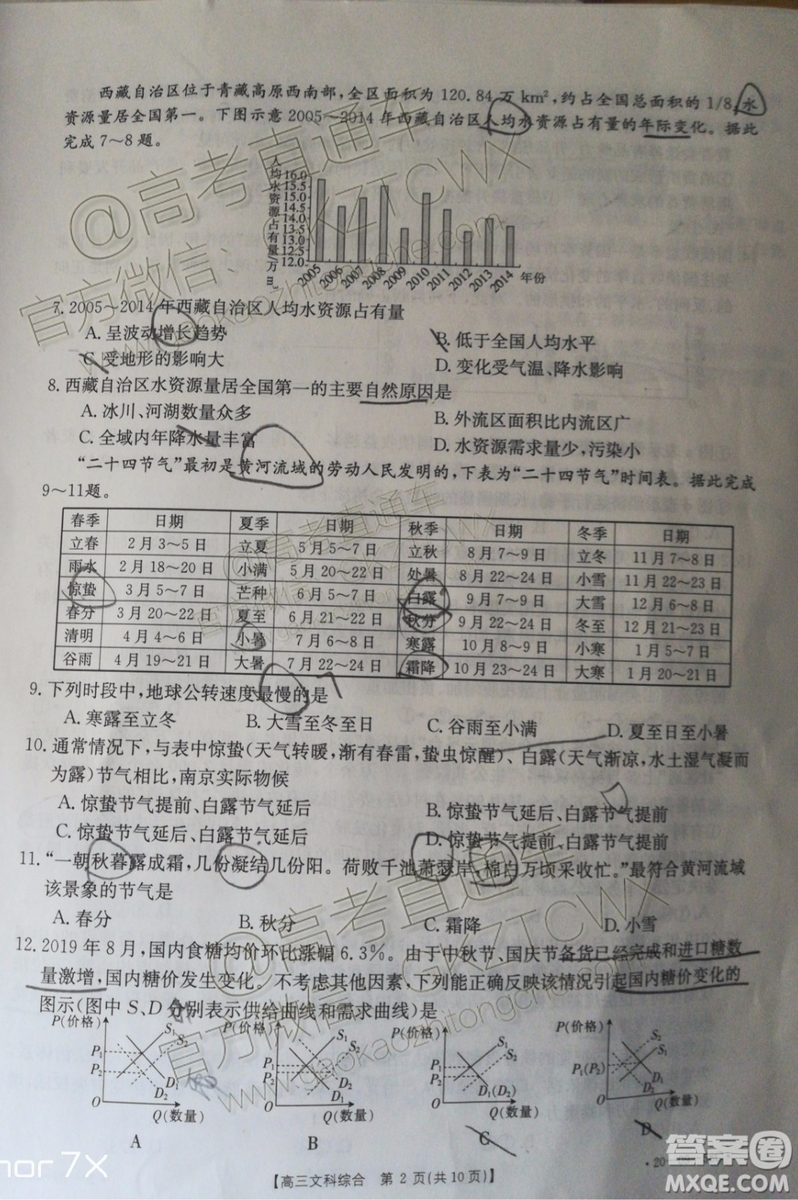 西藏自治区位于青藏高原西南部,全区面积为 120.84 万 km²,约占全国总面积的 1/8,水
资源量居全国第一。下图示意 2005～2014 年西藏自治区人均水资源占有量的年际变化。据此
完成 7～8 题。
人均水资源占有量/万 m³
16.0
15.5
15.0
14.5
14.0
13.5
13.0
12.5
12.0
2005 2006 2007 2008 2009 2010 2011 2012 2013 2014 年份
7. 2005～2014 年西藏自治区人均水资源占有量
A. 呈波动增长趋势 B. 低于全国人均水平
C. 受地形的影响大 D. 变化受气温、降水影响
8. 西藏自治区水资源量居全国第一的主要自然原因是
A. 冰川、河湖数量众多 B. 外流区面积比内流区广
C. 全域内年降水量丰富 D. 水资源需求量少,污染小
“二十四节气”最初是黄河流域的劳动人民发明的,下表为“二十四节气”时间表。据此完成
9～11题。
春季 日期 夏季 日期 秋季 日期 冬季 日期
立春 2月3～5日 立夏 5月5～7日 立秋 8月7～9日 立冬 11月7～8日
雨水 2月18～20日 小满 5月20～22日 处暑 8月22～24日 小雪 11月22～23日
惊蛰 3月5～7日 芒种 6月5～7日 白露 9月7～9日 大雪 12月6～8日
春分 3月20～22日 夏至 6月21～22日 秋分 9月22～24日 冬至 12月21～23日
清明 4月4～6日 小暑 7月6～8日 寒露 10月8～9日 小寒 1月5～7日
谷雨 4月19～21日 大暑 7月22～24日 霜降 10月23～24日 大寒 1月20～21日
9. 下列时段中,地球公转速度最慢的是
A. 寒露至立冬 B. 大雪至冬至日 C. 谷雨至小满 D. 夏至日至小暑
10. 通常情况下,与表中惊蛰(天气转暖,渐有春雷,蛰虫惊醒)、白露(天气渐凉,水土湿气凝而
为露)节气相比,南京实际物候
A. 惊蛰节气提前、白露节气延后 B. 惊蛰节气提前、白露节气提前
C. 惊蛰节气延后、白露节气延后 D. 惊蛰节气延后、白露节气提前
11. “一朝秋暮露成霜,几份凝结几份阳。荷败千池萧瑟岸,棉白万顷采收忙。”最符合黄河流域
该景象的节气是
A. 春分 B. 秋分 C. 霜降 D. 小雪
12. 2019 年 8 月,国内食糖均价环比涨幅 6.3%。由于中秋节、国庆节备货已经完成和进口糖数
量激增,国内糖价发生变化。不考虑其他因素,下列能正确反映该情况引起国内糖价变化的
图示(图中 S、D 分别表示供给曲线和需求曲线)是
P(价格) S₁ S₂ P₁ P₂ D₁ D₂ O Q(数量)
P(价格) S₁ S₂ P₁ P₂ D₂ D₁ O Q(数量)
P(价格) S₁ S₂ P₁ P₂ D₁(D₂) O Q(数量)
P(价格) S₁ S₂ P₁(P₂) D₁ D₂ O Q(数量)
A B C D
【高三文科综合 第 2 页(共 10 页)】
·20
@高考直通车
官方微信: GKZTCWX
www.gaokaozhitongche.com
@高考直通车
@高考直通车
官方微信: GKZTCWX
www.gaokaozhitongche.com
nor 7X
答案圈
MXQE.COM